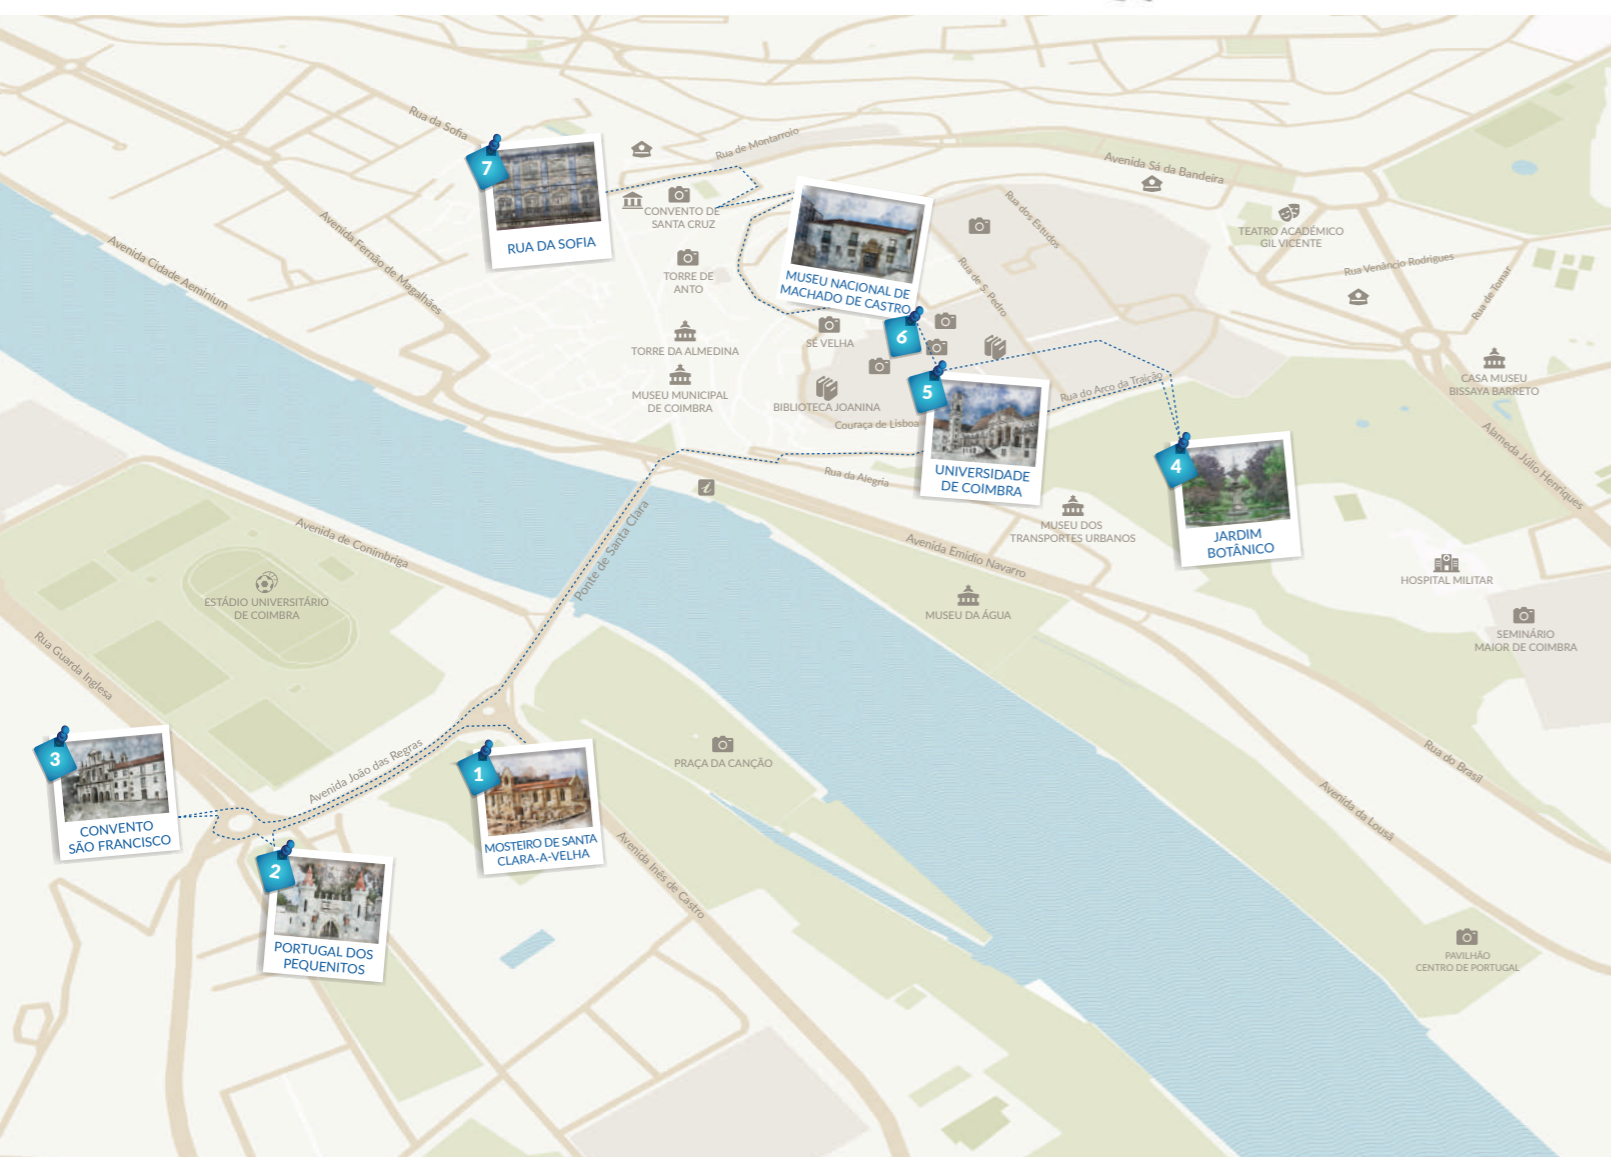 Rua da Sofia
Rua de Montarroio
Avenida Sá da Bandeira
7
RUA DA SOFIA
CONVENTO DE
SANTA CRUZ
Rua dos Estudos
TEATRO ACADÉMICO
GIL VICENTE
Avenida Fernão de Magalhães
Avenida Cidade Aeminium
TORRE DE
ANTO
MUSEU NACIONAL DE
MACHADO DE CASTRO
Rua de S. Pedro
Rua Venâncio Rodrigues
Rua de Tomar
6
SÉ VELHA
TORRE DA ALMEDINA
MUSEU MUNICIPAL
DE COIMBRA
BIBLIOTECA JOANINA
5
Rua do Arco da Traição
CASA MUSEU
BISSAYA BARRETO
Couraça de Lisboa
Alameda Júlio Henriques
UNIVERSIDADE
DE COIMBRA
Rua da Alegria
4
JARDIM
BOTÂNICO
i
MUSEU DOS
TRANSPORTES URBANOS
Avenida de Conímbriga
Ponte de Santa Clara
Avenida Emídio Navarro
HOSPITAL MILITAR
ESTÁDIO UNIVERSITÁRIO
DE COIMBRA
MUSEU DA ÁGUA
SEMINÁRIO
MAIOR DE COIMBRA
Rua Guarda Inglesa
3
CONVENTO
SÃO FRANCISCO
Avenida João das Regras
1
MOSTEIRO DE SANTA
CLARA-A-VELHA
PRAÇA DA CANÇÃO
Rua do Brasil
Avenida da Lousã
2
PORTUGAL DOS
PEQUENITOS
Avenida Inês de Castro
PAVILHÃO
CENTRO DE PORTUGAL